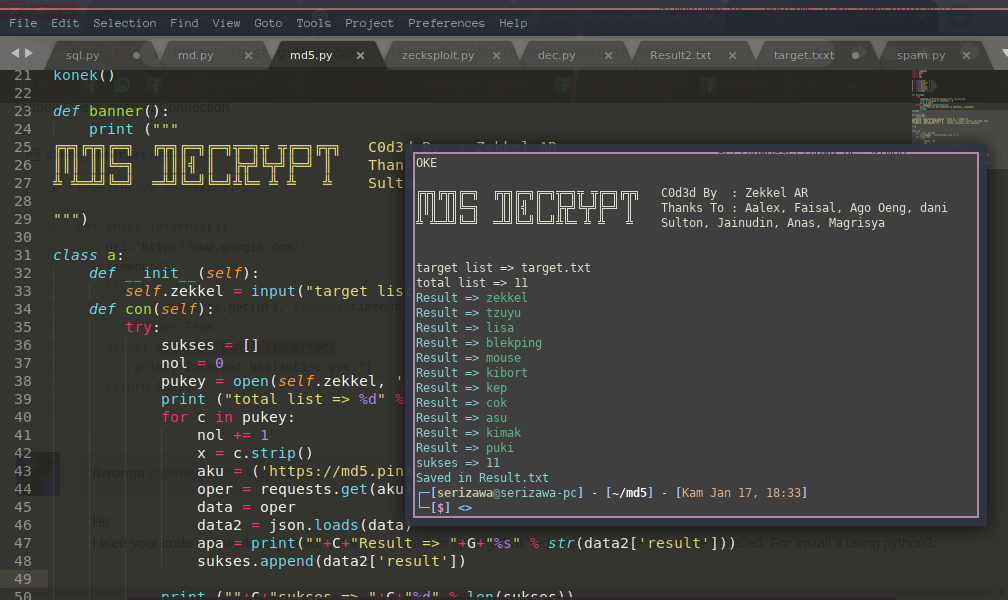 File Edit Selection Find View Goto Tools Project Preferences Help
sql.py md.py md5.py zecksploit.py dec.py Result2.txt target.txxt spam.py
21 konek()
22
23 def banner():
24 print ("""
25 C0d3d By : Zekkel AR
26 Than
27 Sulto
28
29 """)
30
31 class a:
32 def __init__(self):
33 self.zekkel = input("target lis
34 def con(self):
35 try:
36 sukses = []
37 nol = 0
38 pukey = open(self.zekkel, '
39 print ("total list => %d" %
40 for c in pukey:
41 nol += 1
42 x = c.strip()
43 aku = ('https://md5.pin
44 oper = requests.get(aku
45 data = oper
46 data2 = json.loads(data)
47 apa = print(""+C+"Result => "+G+"%s" % str(data2['result']))
48 sukses.append(data2['result'])
49
50 print (""+C+"sukses => "+C+"%d" % len(sukses))
OKE
MD5 DECRYPT
C0d3d By : Zekkel AR
Thanks To : Aalex, Faisal, Ago Oeng, dani
Sulton, Jainudin, Anas, Magrisya
target list => target.txt
total list => 11
Result => zekkel
Result => tzuyu
Result => lisa
Result => blekping
Result => mouse
Result => kibort
Result => kep
Result => cok
Result => asu
Result => kimak
Result => puki
sukses => 11
Saved in Result.txt
┌─[serizawa@serizawa-pc] - [~/md5] - [Kam Jan 17, 18:33]
└─[$] <>